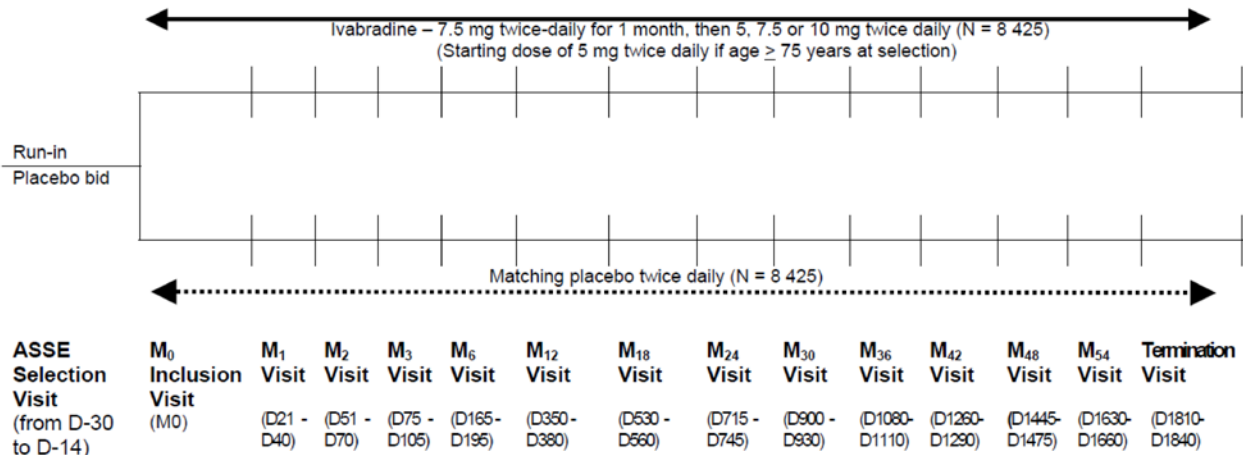 Ivabradine – 7.5 mg twice-daily for 1 month, then 5, 7.5 or 10 mg twice daily (N = 8 425)
(Starting dose of 5 mg twice daily if age ≥ 75 years at selection)
Run-in
Placebo bid
Matching placebo twice daily (N = 8 425)
ASSE M₀ M₁ M₂ M₃ M₆ M₁₂ M₁₈ M₂₄ M₃₀ M₃₆ M₄₂ M₄₈ M₅₄ Termination
Selection Inclusion Visit Visit Visit Visit Visit Visit Visit Visit Visit Visit Visit Visit Visit
Visit Visit
(from D-30 (M0) (D21 - (D51 - (D75 - (D165- (D350- (D530- (D715 - (D900 - (D1080- (D1260- (D1445- (D1630- (D1810-
to D-14) D40) D70) D105) D195) D380) D560) D745) D930) D1110) D1290) D1475) D1660) D1840)